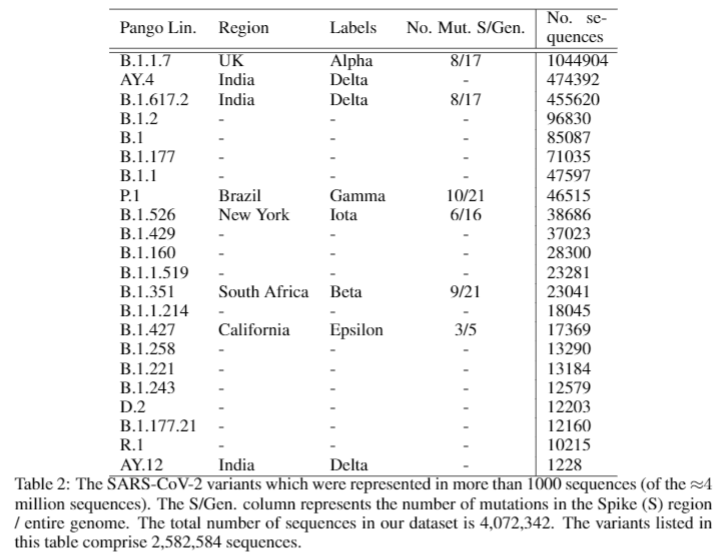 Pango Lin. Region Labels No. Mut. S/Gen. No. se-
quences
B.1.1.7 UK Alpha 8/17 1044904
AY.4 India Delta - 474392
B.1.617.2 India Delta 8/17 455620
B.1.2 - - - 96830
B.1 - - - 85087
B.1.177 - - - 71035
B.1.1 - - - 47597
P.1 Brazil Gamma 10/21 46515
B.1.526 New York Iota 6/16 38686
B.1.429 - - - 37023
B.1.160 - - - 28300
B.1.1.519 - - - 23281
B.1.351 South Africa Beta 9/21 23041
B.1.1.214 - - - 18045
B.1.427 California Epsilon 3/5 17369
B.1.258 - - - 13290
B.1.221 - - - 13184
B.1.243 - - - 12579
D.2 - - - 12203
B.1.177.21 - - - 12160
R.1 - - - 10215
AY.12 India Delta - 1228
Table 2: The SARS-CoV-2 variants which were represented in more than 1000 sequences (of the ≈4
million sequences). The S/Gen. column represents the number of mutations in the Spike (S) region
/ entire genome. The total number of sequences in our dataset is 4,072,342. The variants listed in
this table comprise 2,582,584 sequences.